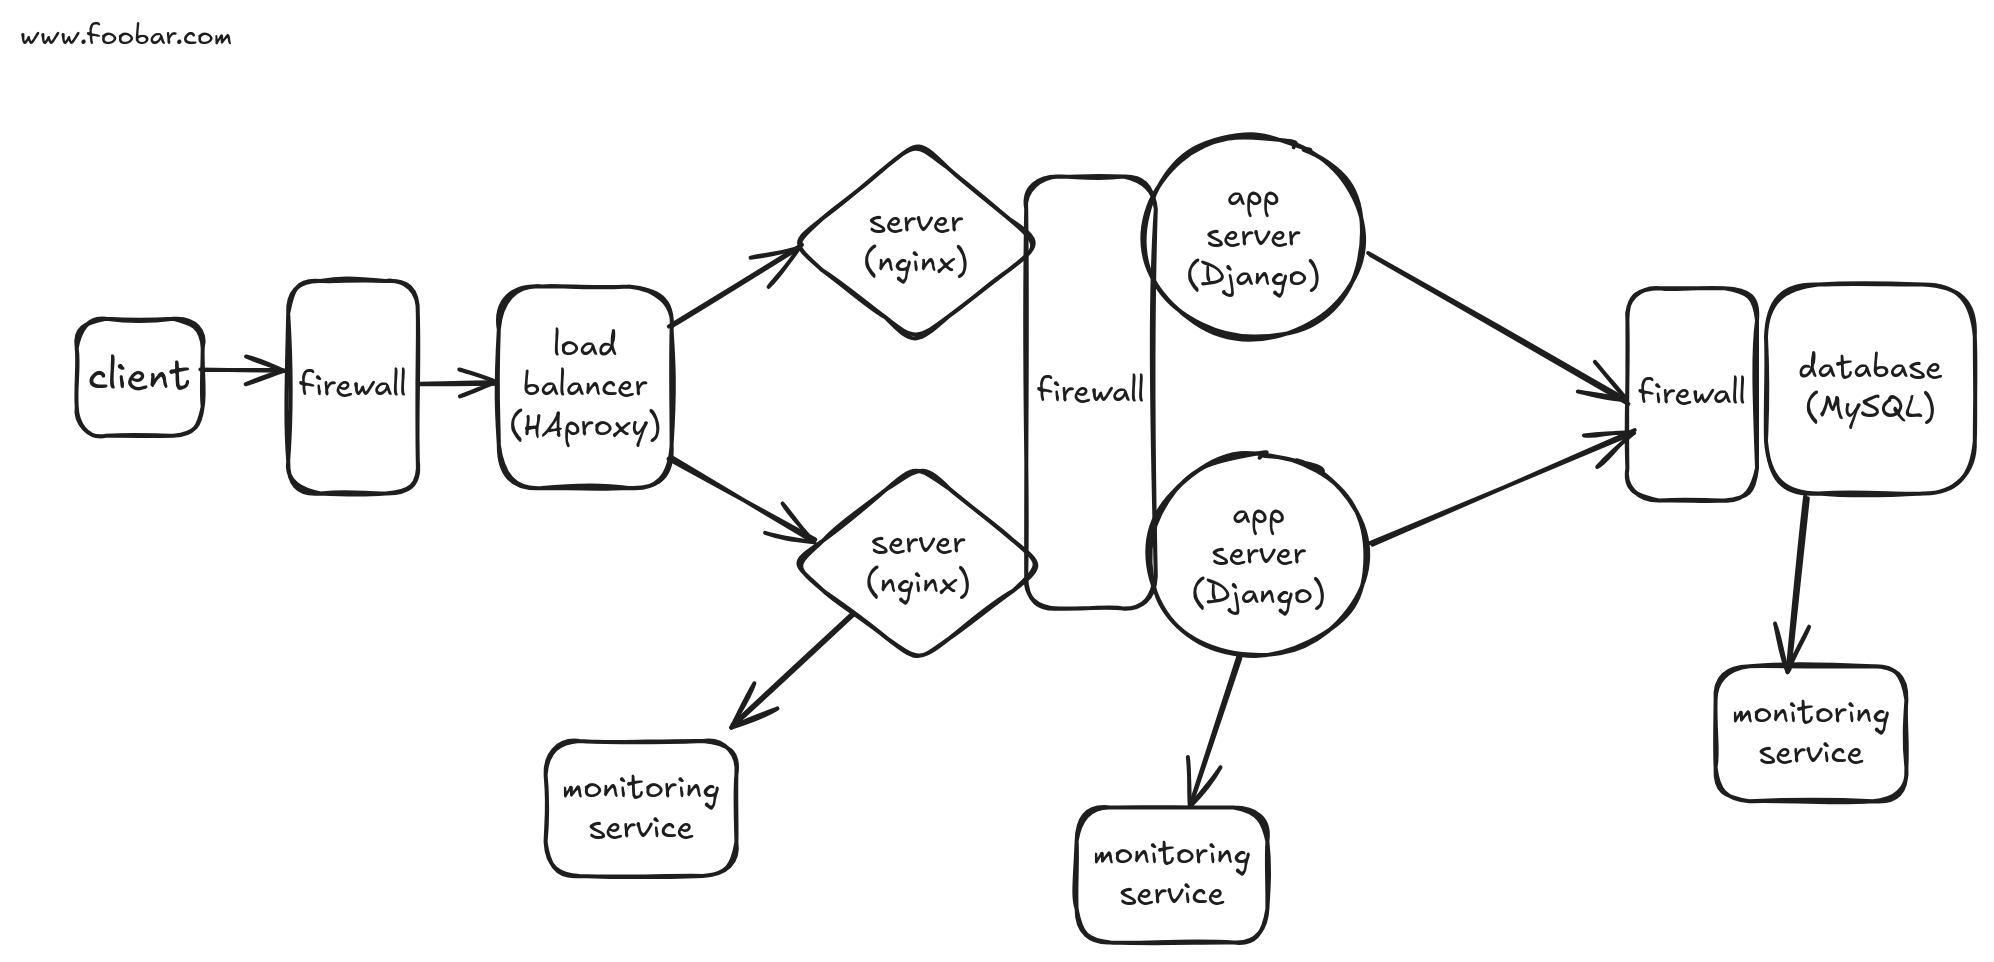 www.foobar.com
client
firewall
load
balancer
(HAproxy)
server
(nginx)
server
(nginx)
firewall
app
server
(Django)
app
server
(Django)
firewall
database
(MySQL)
monitoring
service
monitoring
service
monitoring
service